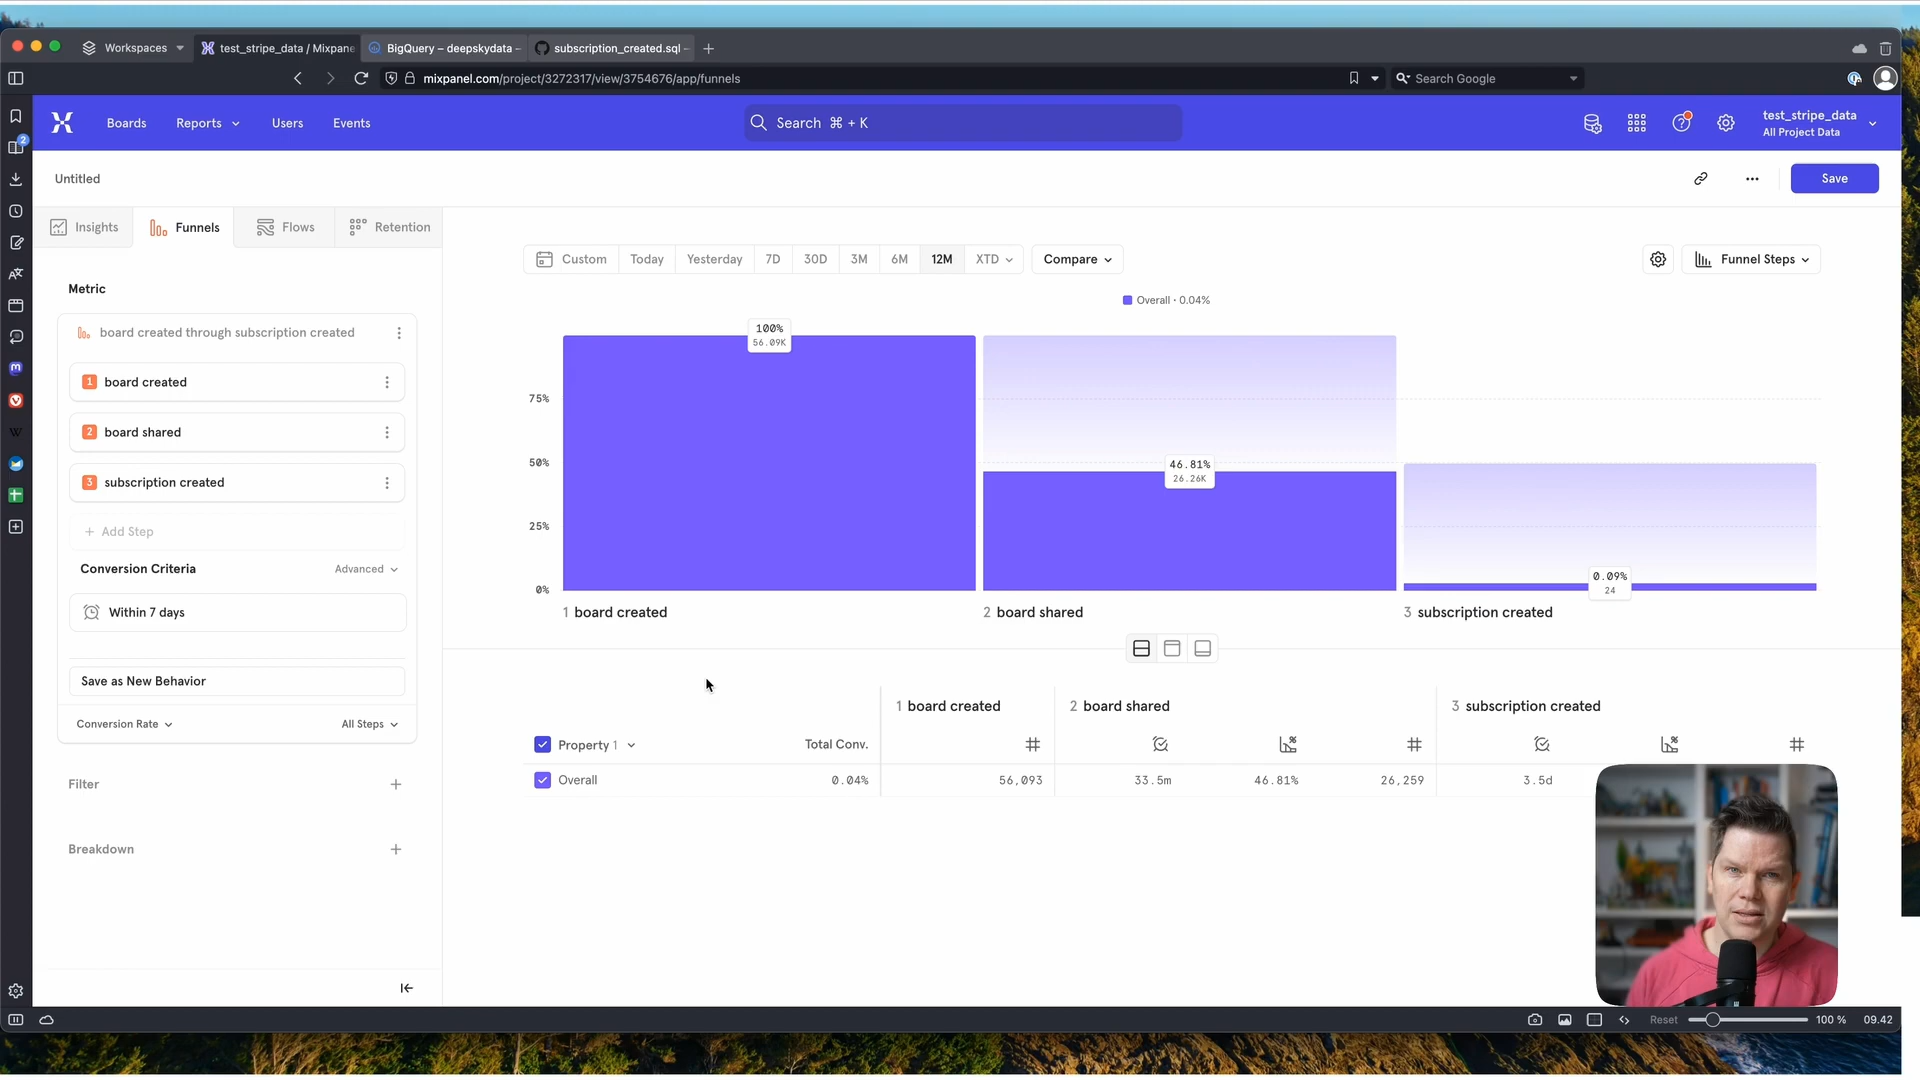 Workspaces
test_stripe_data / Mixpane
BigQuery – deepskydata -
subscription_created.sql -
2
mixpanel.com/project/3272317/view/3754676/app/funnels
Search Google
Boards
Reports
Users
Events
Search ⌘ + K
test_stripe_data
All Project Data
Untitled
Save
Insights
Funnels
Flows
Retention
Custom
Today
Yesterday
7D
30D
3M
6M
12M
XTD
Compare
Funnel Steps
Metric
board created through subscription created
1 board created
2 board shared
3 subscription created
+ Add Step
Conversion Criteria
Advanced
Within 7 days
Save as New Behavior
Conversion Rate
All Steps
Filter
Breakdown
Overall · 0.04%
100%
56.09K
75%
50%
25%
0%
46.81%
26.26K
0.09%
24
1 board created
2 board shared
3 subscription created
1 board created
2 board shared
3 subscription created
Property 1
Total Conv.
Overall
0.04%
56,093
33.5m
46.81%
26,259
3.5d
Reset
100 %
09.42